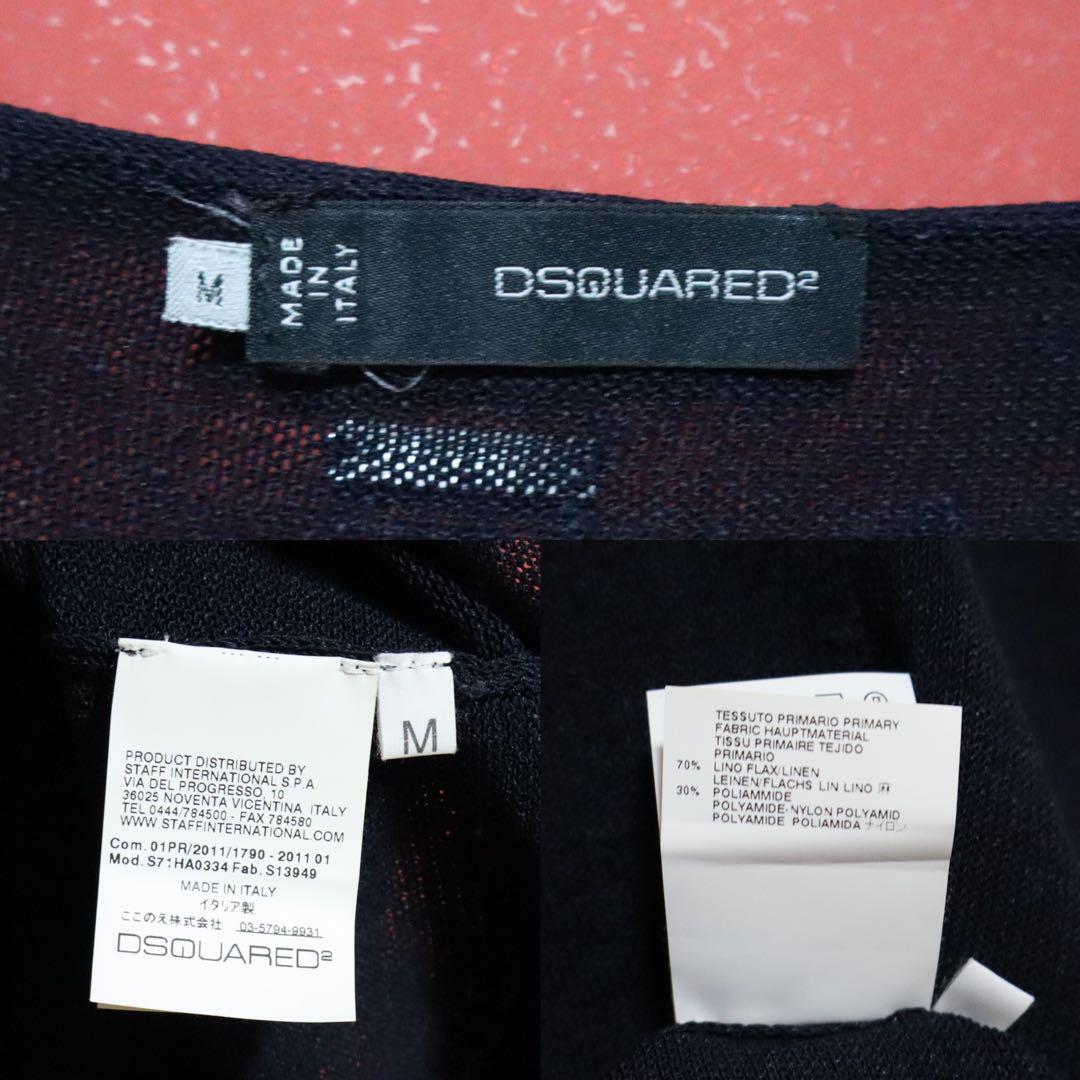 M
MADE
IN
ITALY
DSQUARED²
M
PRODUCT DISTRIBUTED BY
STAFF INTERNATIONAL S.P.A.
VIA DEL PROGRESSO, 10
36025 NOVENTA VICENTINA ITALY
TEL 0444/784500 - FAX 784580
WWW.STAFFINTERNATIONAL.COM
Com. 01PR/2011/1790 - 2011 01
Mod. S71HA0334 Fab. S13949
MADE IN ITALY
イタリア製
ここのえ株式会社 03-5794-9931
DSQUARED²
TESSUTO PRIMARIO PRIMARY
FABRIC HAUPTMATERIAL
TISSU PRIMAIRE TEJIDO
PRIMARIO
70% LINO FLAX/LINEN
LEINEN/FLACHS LIN LINO 麻
30% POLIAMMIDE
POLYAMIDE-NYLON POLYAMID
POLYAMIDE POLIAMIDA ナイロン